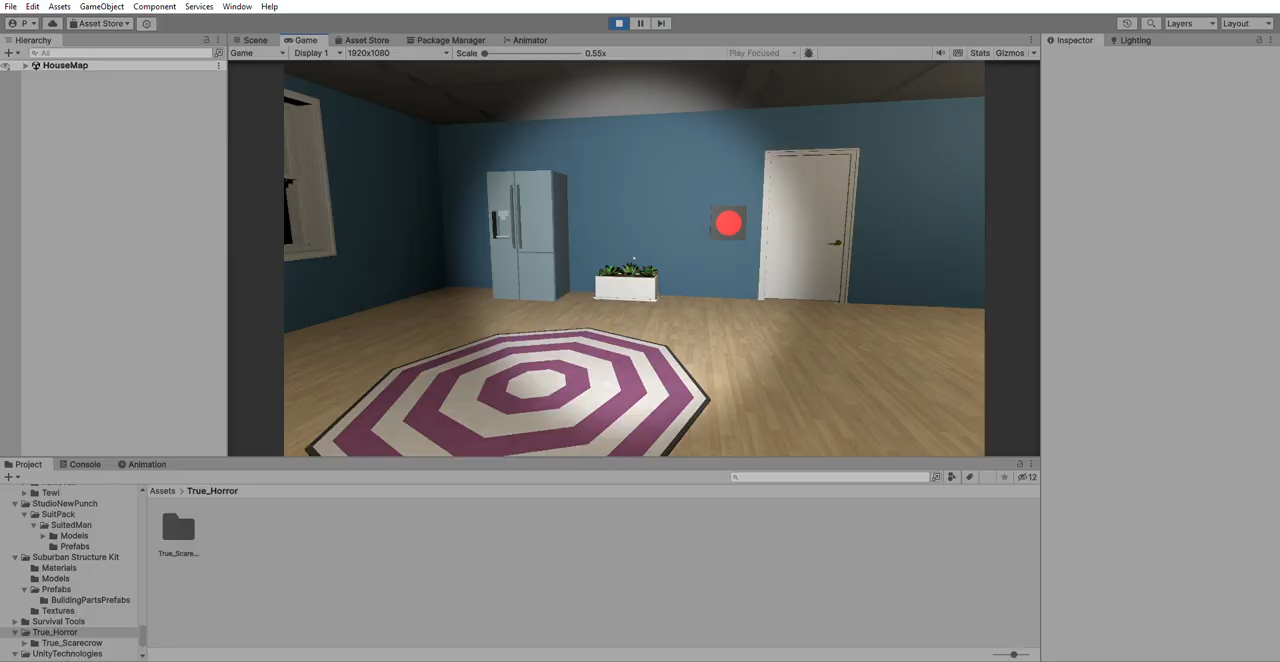 File Edit Assets GameObject Component Services Window Help
P Asset Store Layers Layout
Hierarchy Scene Game Asset Store Package Manager Animator Inspector Lighting
All Game Display 1 1920x1080 Scale 0.55x Play Focused Stats Gizmos
HouseMap
Project Console Animation
12
Assets > True_Horror
Tewi
StudioNewPunch
SuitPack
SuitedMan
Models
Prefabs
True_Scare...
Suburban Structure Kit
Materials
Models
Prefabs
BuildingPartsPrefabs
Textures
Survival Tools
True_Horror
True_Scarecrow
UnityTechnologies